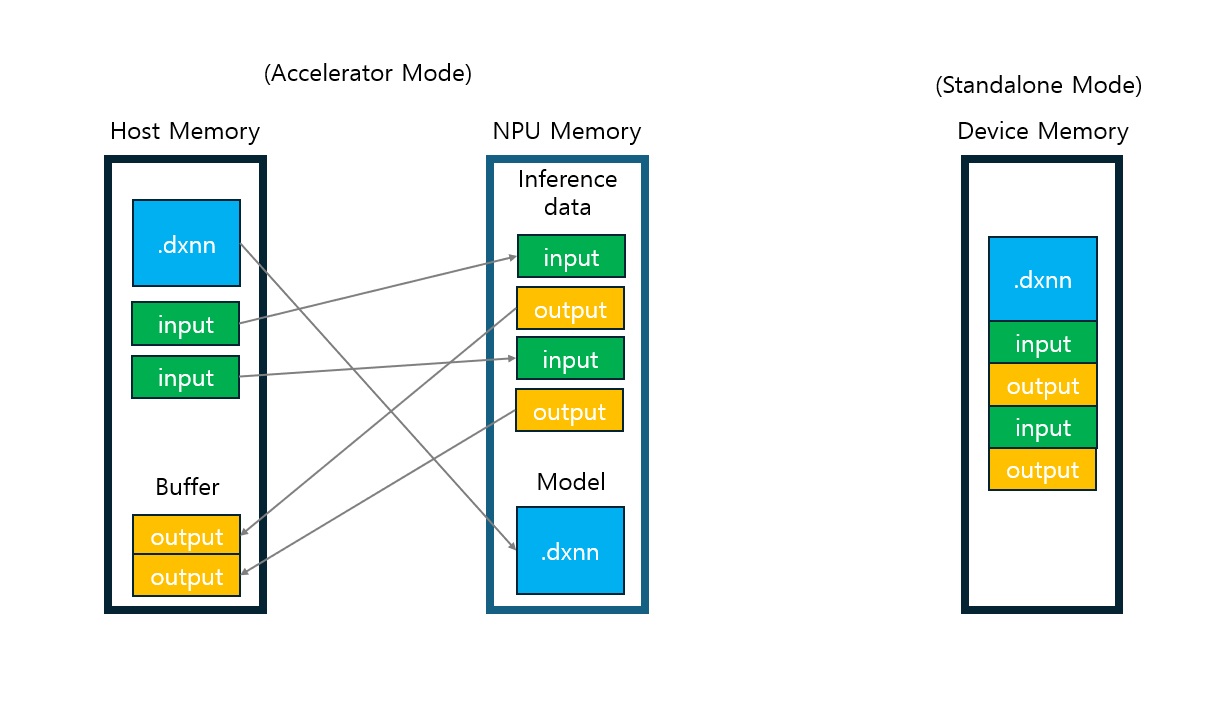 (Accelerator Mode)
Host Memory
.dxnn
input
input
Buffer
output
output
NPU Memory
Inference
data
input
output
input
output
Model
.dxnn
(Standalone Mode)
Device Memory
.dxnn
input
output
input
output